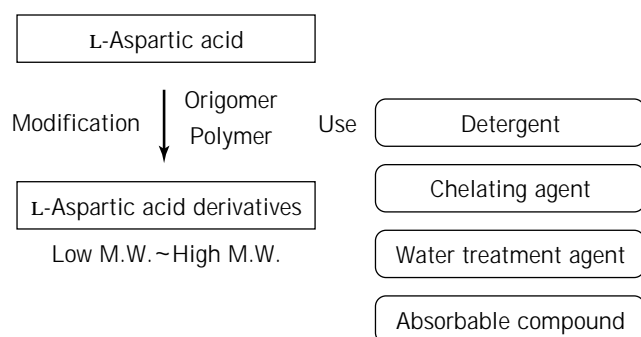 L-Aspartic acid
Modification
Origomer
Polymer
L-Aspartic acid derivatives
Low M.W.~High M.W.
Use
Detergent
Chelating agent
Water treatment agent
Absorbable compound